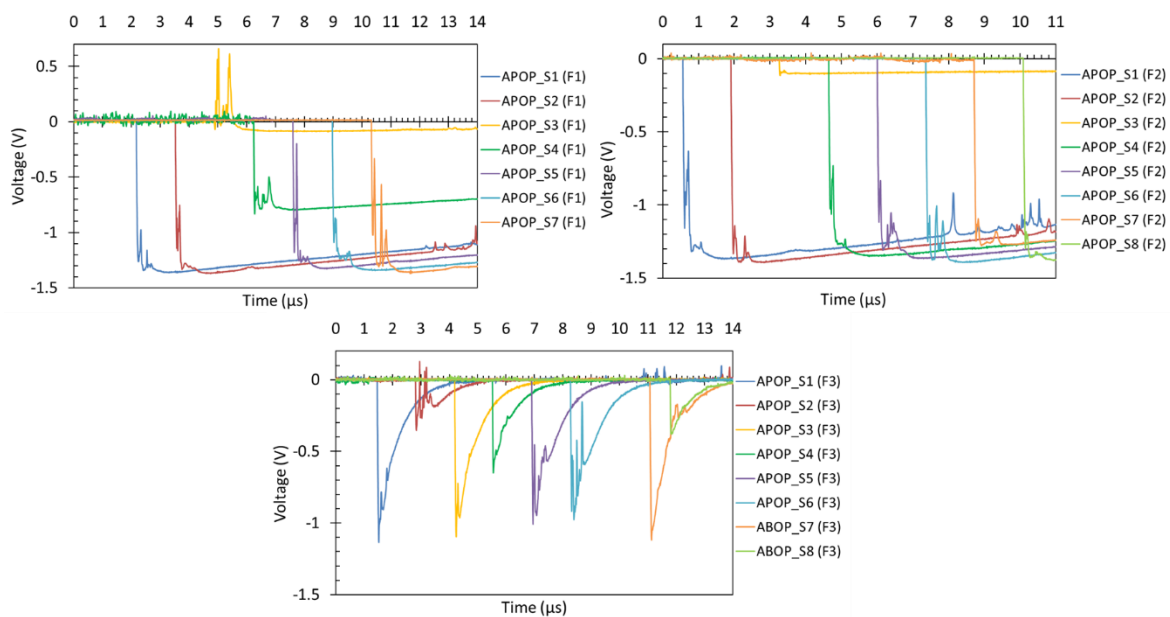 0 1 2 3 4 5 6 7 8 9 10 11 12 13 14
0.5
0
-0.5
-1
-1.5
Voltage (V)
Time (µs)
APOP_S1 (F1)
APOP_S2 (F1)
APOP_S3 (F1)
APOP_S4 (F1)
APOP_S5 (F1)
APOP_S6 (F1)
APOP_S7 (F1)
0 1 2 3 4 5 6 7 8 9 10 11
0
-0.5
-1
-1.5
Voltage (V)
Time (µs)
APOP_S1 (F2)
APOP_S2 (F2)
APOP_S3 (F2)
APOP_S4 (F2)
APOP_S5 (F2)
APOP_S6 (F2)
APOP_S7 (F2)
APOP_S8 (F2)
0 1 2 3 4 5 6 7 8 9 10 11 12 13 14
0
-0.5
-1
-1.5
Voltage (V)
Time (µs)
APOP_S1 (F3)
APOP_S2 (F3)
APOP_S3 (F3)
APOP_S4 (F3)
APOP_S5 (F3)
APOP_S6 (F3)
ABOP_S7 (F3)
ABOP_S8 (F3)